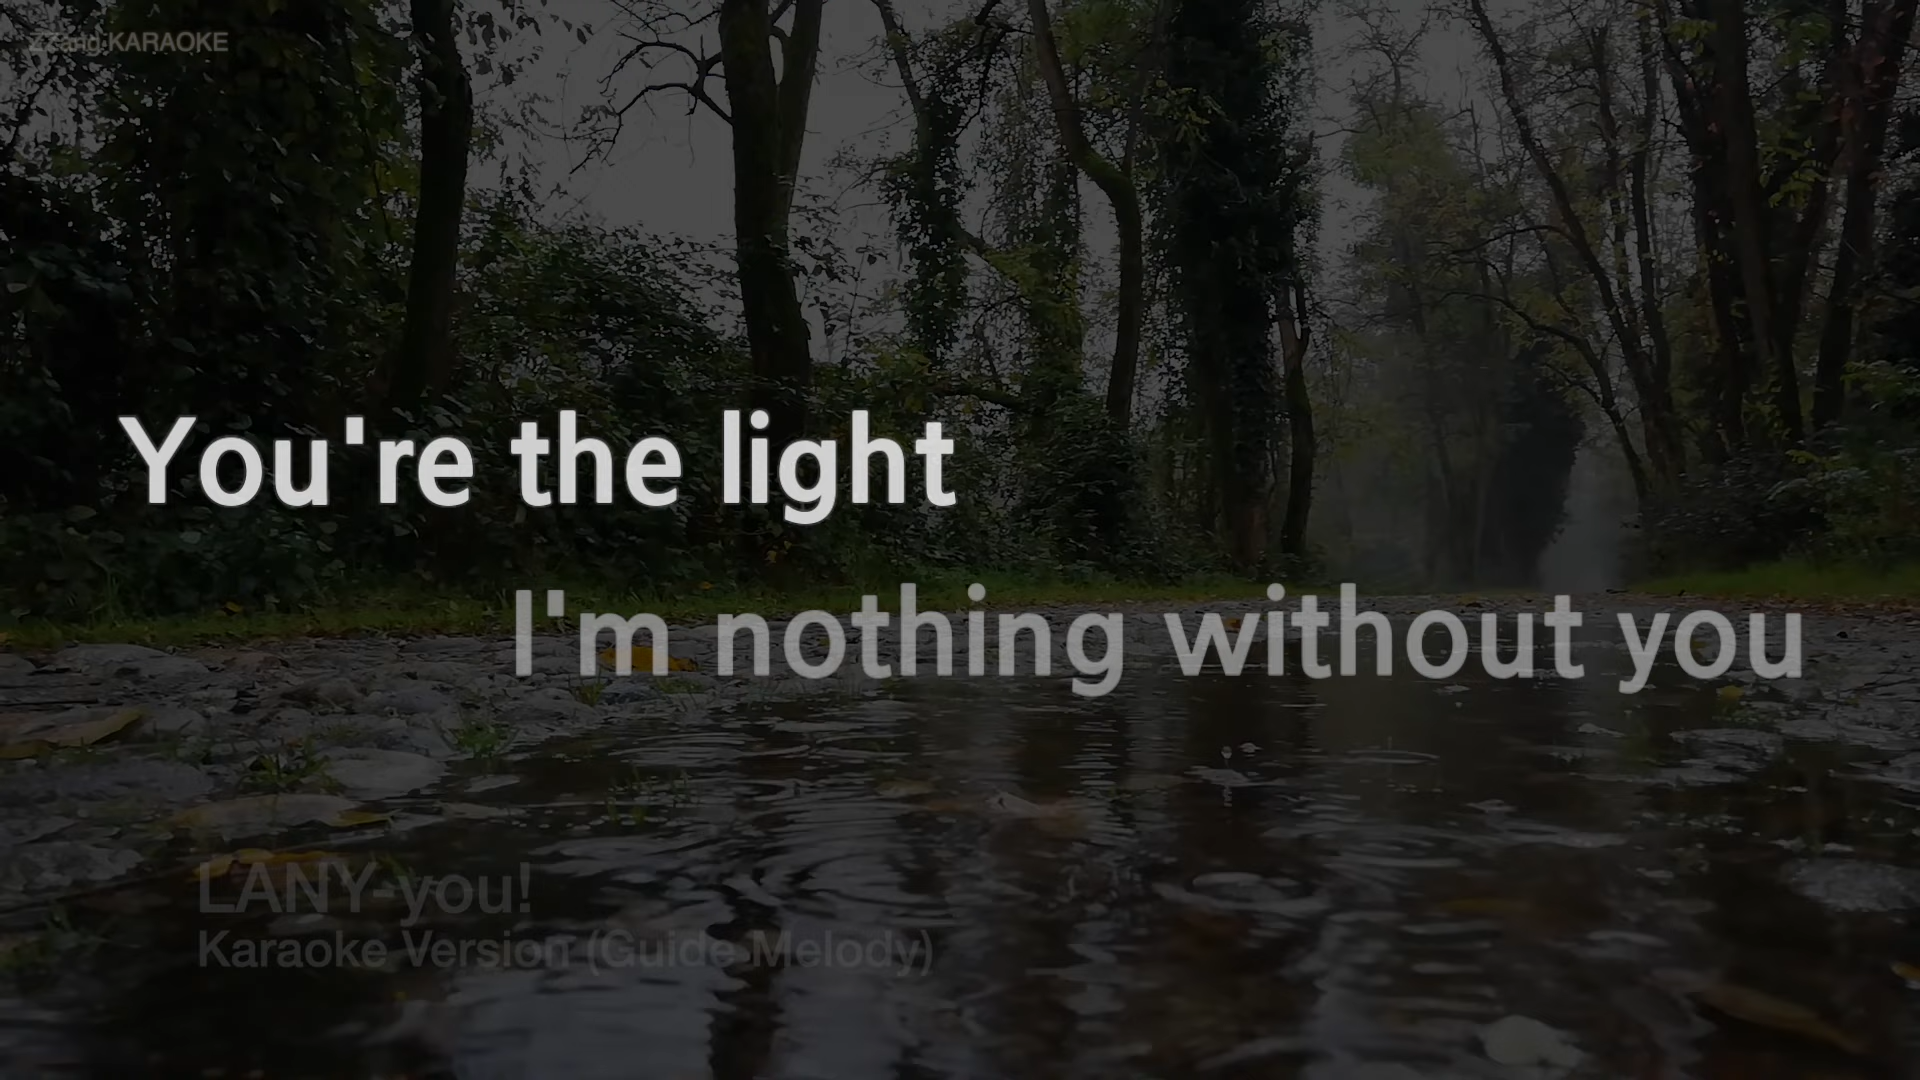 ZZang KARAOKE
You're the light
I'm nothing without you
LANY-you!
Karaoke Version (Guide Melody)